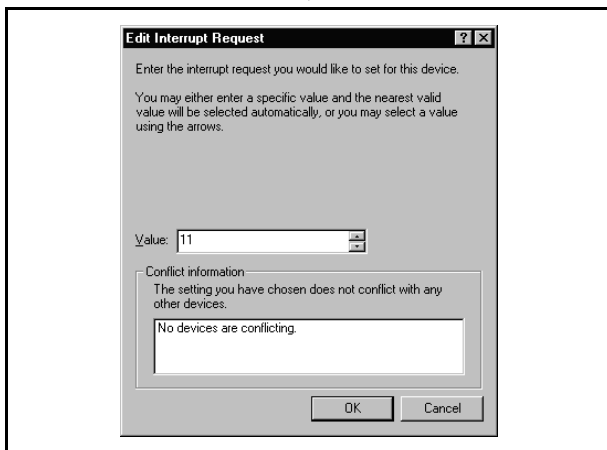 Edit Interrupt Request
Enter the interrupt request you would like to set for this device.
You may either enter a specific value and the nearest valid
value will be selected automatically, or you may select a value
using the arrows.
Value: 11
Conflict information
The setting you have chosen does not conflict with any
other devices.
No devices are conflicting.
OK Cancel